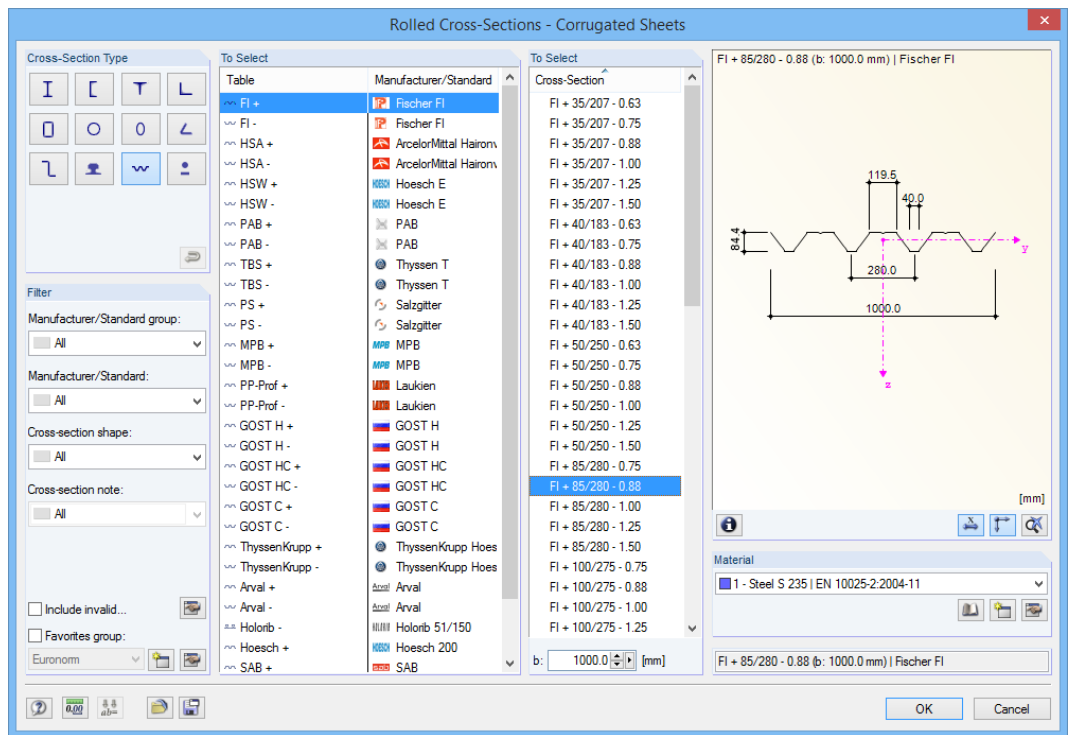 Rolled Cross-Sections - Corrugated Sheets
Cross-Section Type
Filter
Manufacturer/Standard group:
All
Manufacturer/Standard:
All
Cross-section shape:
All
Cross-section note:
All
Include invalid...
Favorites group:
Euronorm
To Select
Table Manufacturer/Standard
FI + Fischer FI
FI - Fischer FI
HSA + ArcelorMittal Haironv
HSA - ArcelorMittal Haironv
HSW + HOESCH Hoesch E
HSW - HOESCH Hoesch E
PAB + PAB
PAB - PAB
TBS + Thyssen T
TBS - Thyssen T
PS + Salzgitter
PS - Salzgitter
MPB + MPB MPB
MPB - MPB MPB
PP-Prof + Laukien
PP-Prof - Laukien
GOST H + GOST H
GOST H - GOST H
GOST HC + GOST HC
GOST HC - GOST HC
GOST C + GOST C
GOST C - GOST C
ThyssenKrupp + ThyssenKrupp Hoes
ThyssenKrupp - ThyssenKrupp Hoes
Arval + Arval Arval
Arval - Arval Arval
Holorib - Holorib 51/150
Hoesch + HOESCH Hoesch 200
SAB + sab SAB
To Select
Cross-Section
FI + 35/207 - 0.63
FI + 35/207 - 0.75
FI + 35/207 - 0.88
FI + 35/207 - 1.00
FI + 35/207 - 1.25
FI + 35/207 - 1.50
FI + 40/183 - 0.63
FI + 40/183 - 0.75
FI + 40/183 - 0.88
FI + 40/183 - 1.00
FI + 40/183 - 1.25
FI + 40/183 - 1.50
FI + 50/250 - 0.63
FI + 50/250 - 0.75
FI + 50/250 - 0.88
FI + 50/250 - 1.00
FI + 50/250 - 1.25
FI + 50/250 - 1.50
FI + 85/280 - 0.75
FI + 85/280 - 0.88
FI + 85/280 - 1.00
FI + 85/280 - 1.25
FI + 85/280 - 1.50
FI + 100/275 - 0.75
FI + 100/275 - 0.88
FI + 100/275 - 1.00
FI + 100/275 - 1.25
b: 1000.0 [mm]
FI + 85/280 - 0.88 (b: 1000.0 mm) | Fischer FI
119.5
40.0
84.4
y
280.0
1000.0
z
[mm]
Material
1 - Steel S 235 | EN 10025-2:2004-11
FI + 85/280 - 0.88 (b: 1000.0 mm) | Fischer FI
0.00
OK
Cancel